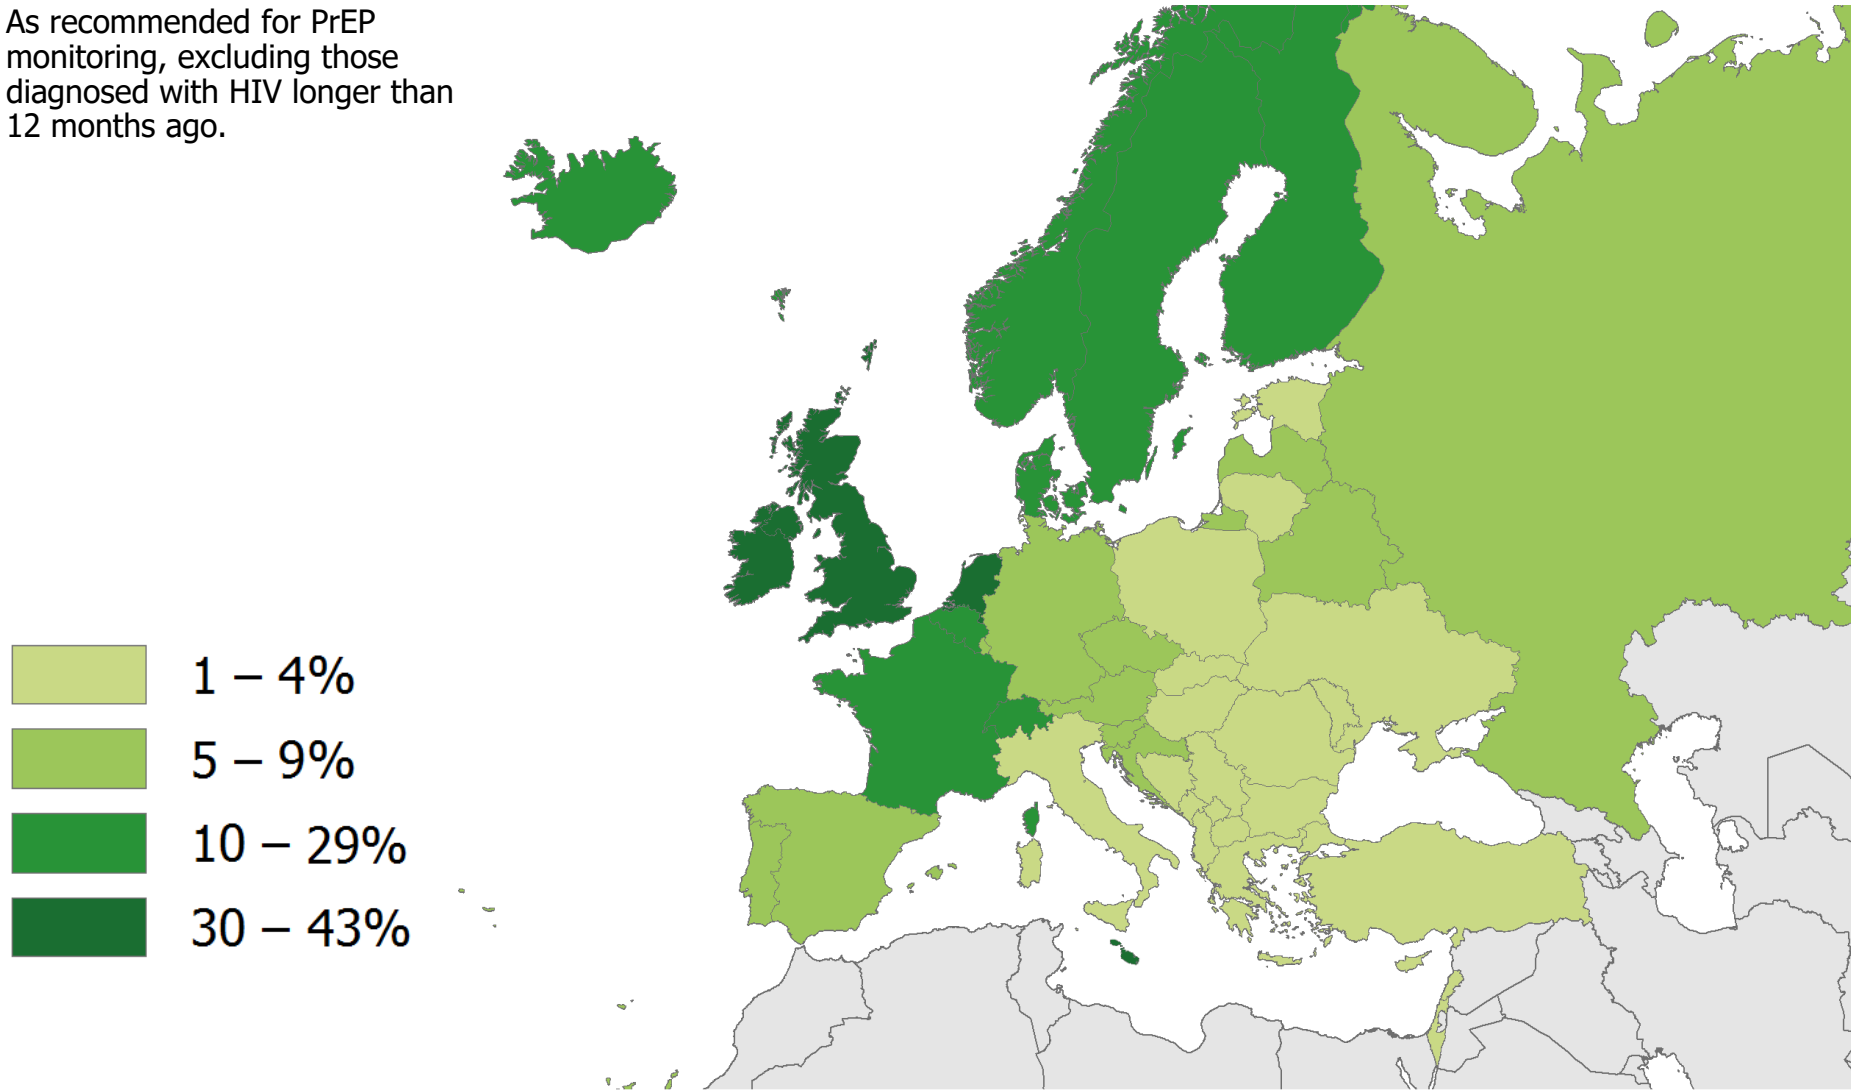 As recommended for PrEP
monitoring, excluding those
diagnosed with HIV longer than
12 months ago.
1 – 4%
5 – 9%
10 – 29%
30 – 43%